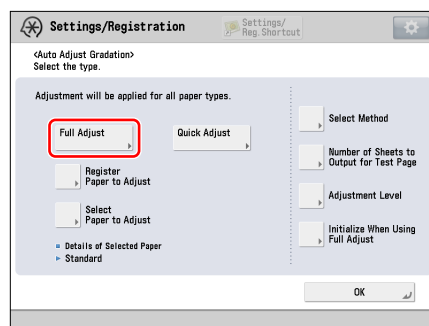 Settings/Registration
Settings/
Reg. Shortcut
<Auto Adjust Gradation>
Select the type.
Adjustment will be applied for all paper types.
Full Adjust
Quick Adjust
Register
Paper to Adjust
Select
Paper to Adjust
Details of Selected Paper
Standard
Select Method
Number of Sheets to
Output for Test Page
Adjustment Level
Initialize When Using
Full Adjust
OK